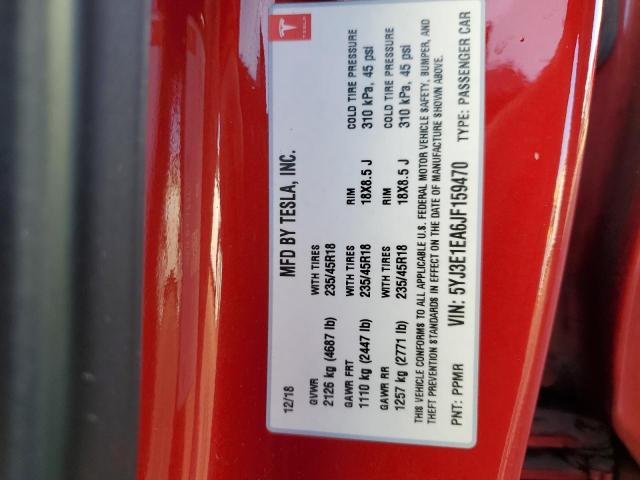 TESLA
12/18 MFD BY TESLA, INC.
GVWR WITH TIRES
2126 kg (4687 lb) 235/45R18
GAWR FRT WITH TIRES RIM COLD TIRE PRESSURE
1110 kg (2447 lb) 235/45R18 18X8.5 J 310 kPa, 45 psi
GAWR RR WITH TIRES RIM COLD TIRE PRESSURE
1257 kg (2771 lb) 235/45R18 18X8.5 J 310 kPa, 45 psi
THIS VEHICLE CONFORMS TO ALL APPLICABLE U.S. FEDERAL MOTOR VEHICLE SAFETY, BUMPER, AND
THEFT PREVENTION STANDARDS IN EFFECT ON THE DATE OF MANUFACTURE SHOWN ABOVE.
PNT: PPMR VIN: 5YJ3E1EA6JF159470 TYPE: PASSENGER CAR